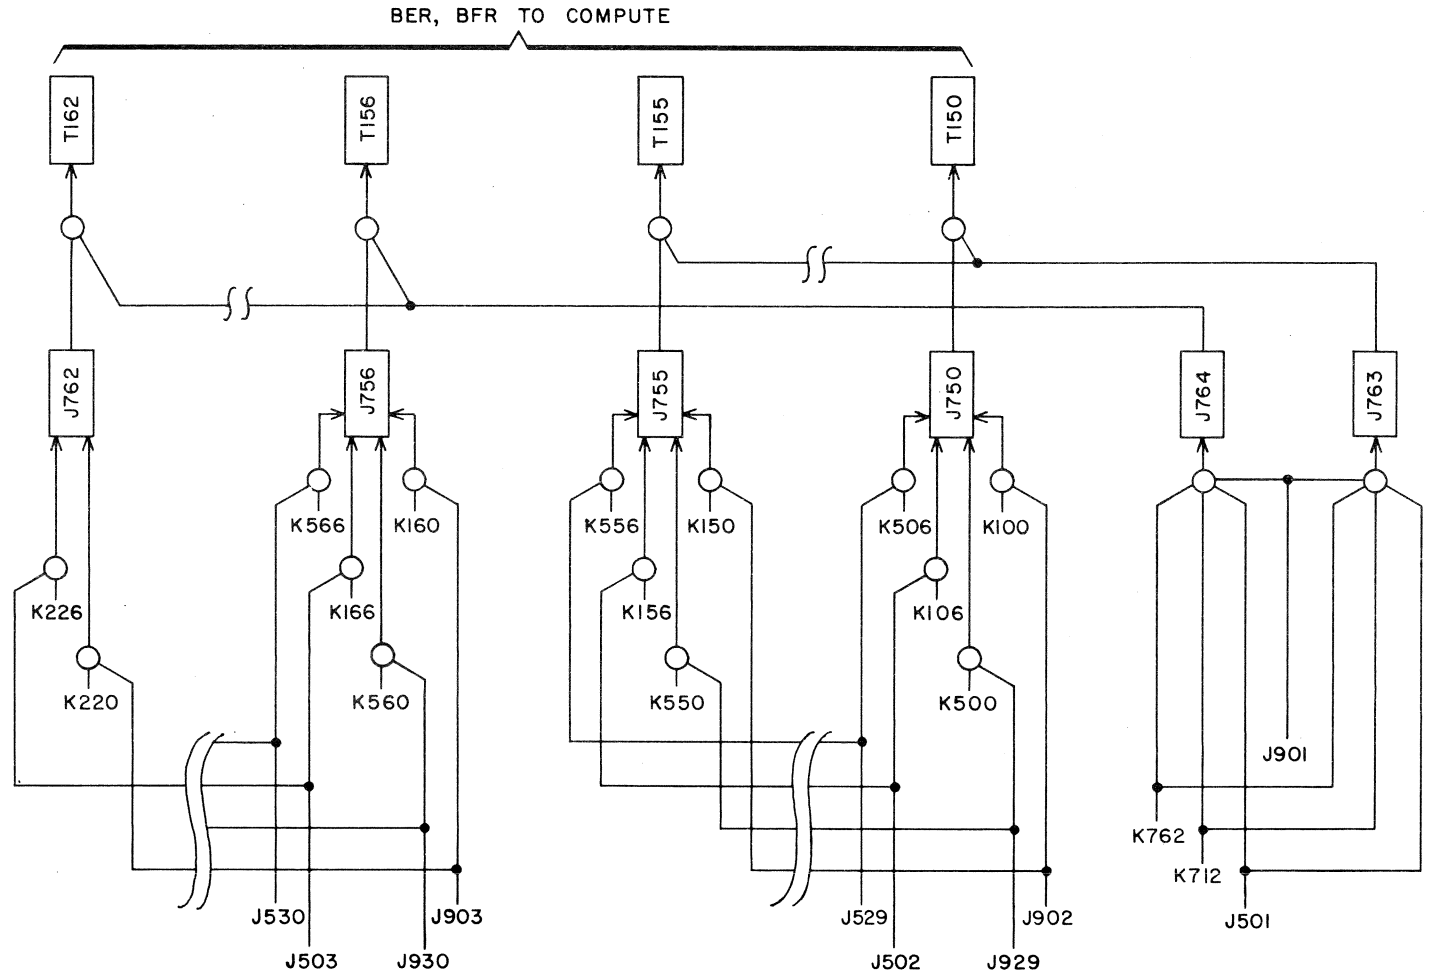 BER, BFR TO COMPUTE
T162
T156
T155
T150
J762
J756
J755
J750
J764
J763
K566
K160
K556
K150
K506
K100
K226
K166
K156
K106
K220
K560
K550
K500
J901
K762
K712
J530
J903
J529
J902
J501
J503
J930
J502
J929